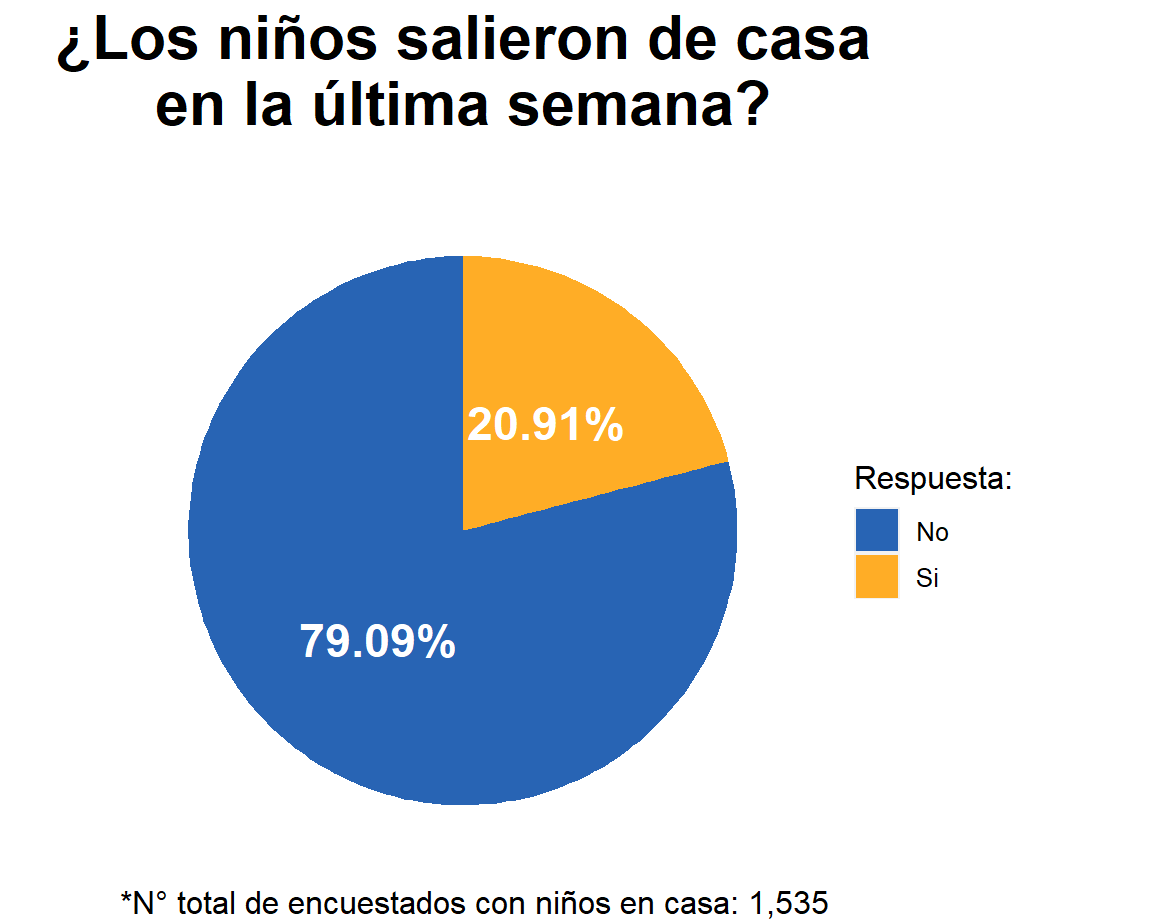 ¿Los niños salieron de casa
en la última semana?
20.91%
79.09%
Respuesta:
No
Si
*N° total de encuestados con niños en casa: 1,535